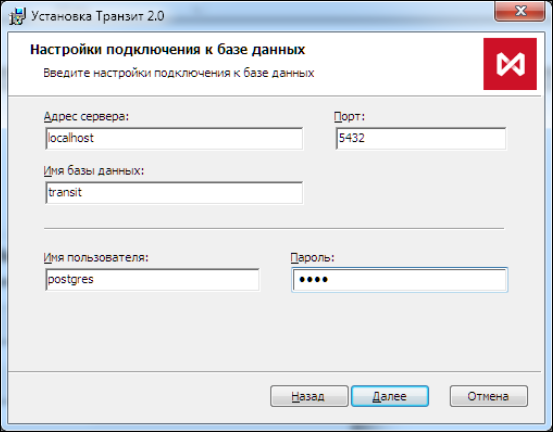 Установка Транзит 2.0
Настройки подключения к базе данных
Введите настройки подключения к базе данных
Адрес сервера: Порт:
localhost 5432
Имя базы данных:
transit
Имя пользователя: Пароль:
postgres ••••
Назад Далее Отмена